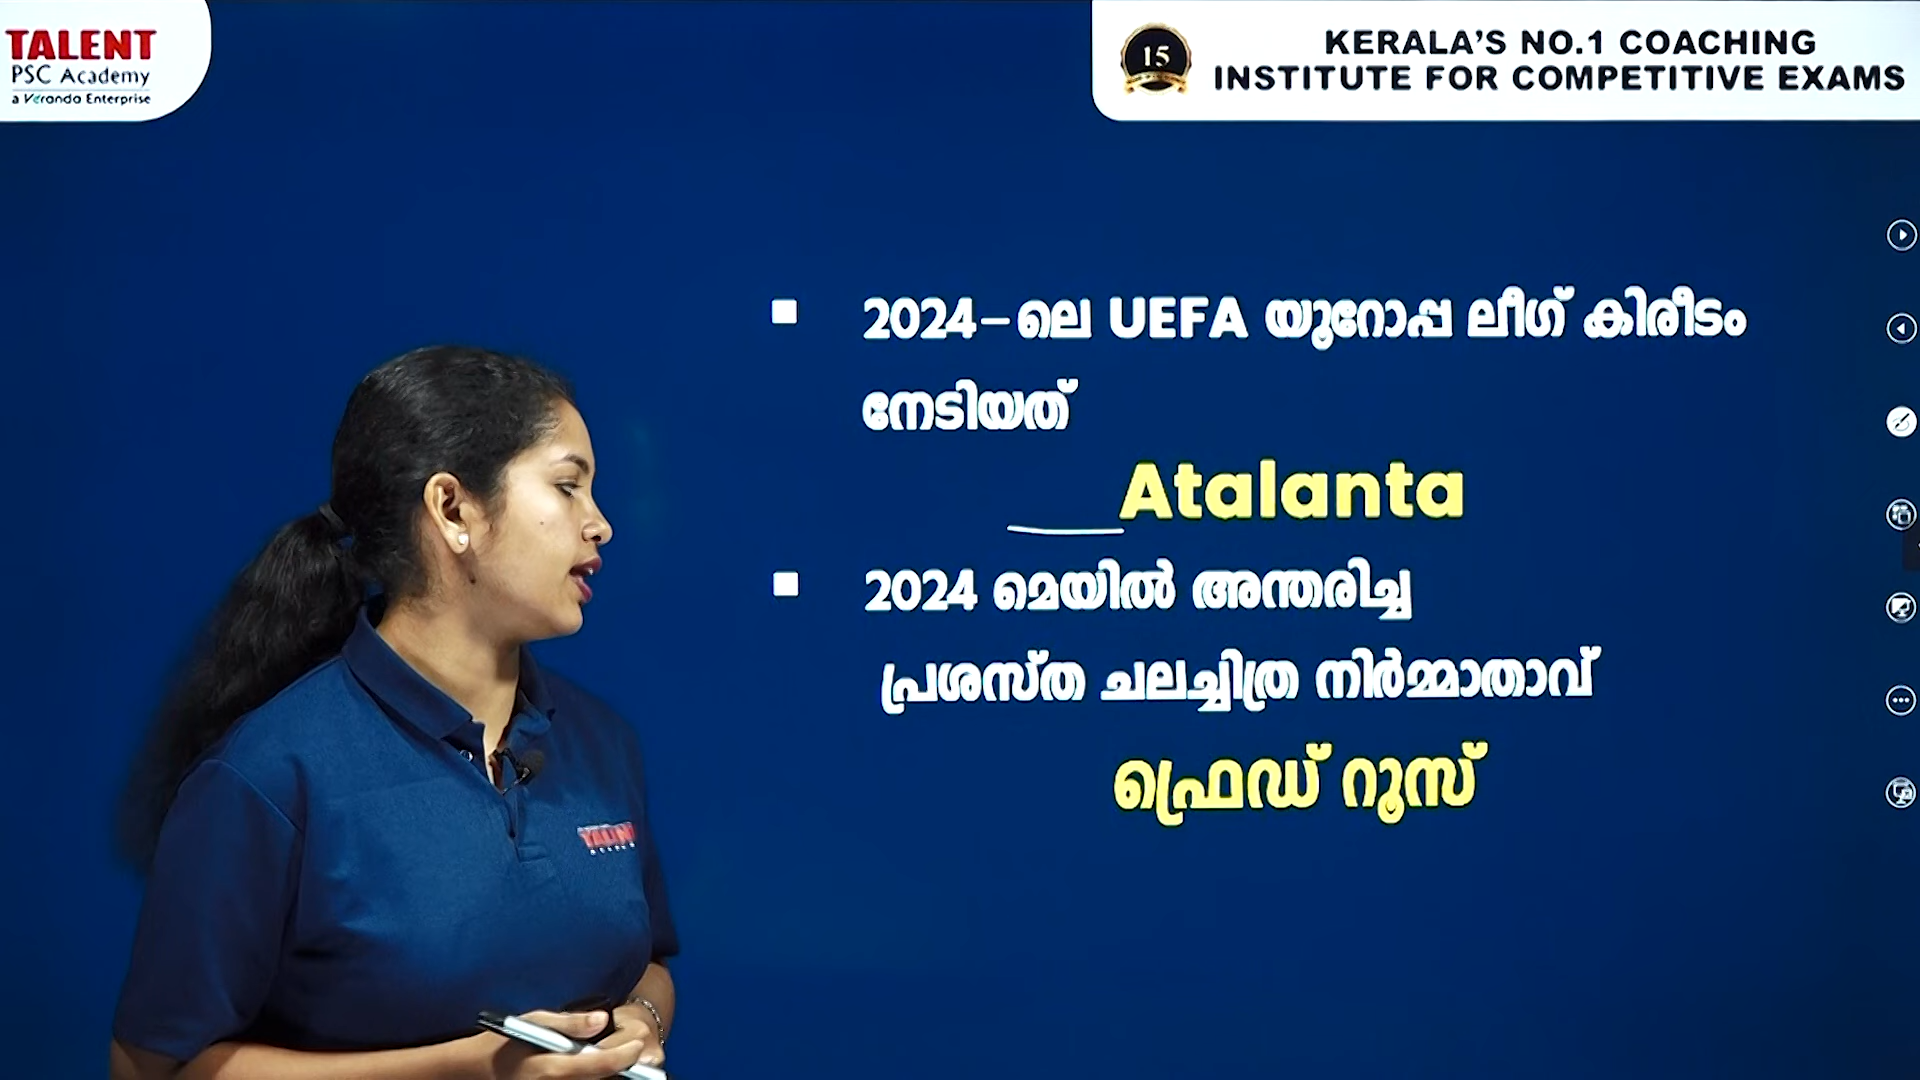 TALENT
PSC Academy
a Veranda Enterprise
15
KERALA'S NO.1 COACHING
INSTITUTE FOR COMPETITIVE EXAMS
■ 2024-ലെ UEFA യൂറോപ്പ ലീഗ് കിരീടം
നേടിയത്
Atalanta
■ 2024 മെയിൽ അന്തരിച്ച
പ്രശസ്ത ചലച്ചിത്ര നിർമ്മാതാവ്
ഫ്രെഡ് റൂസ്
TALENT